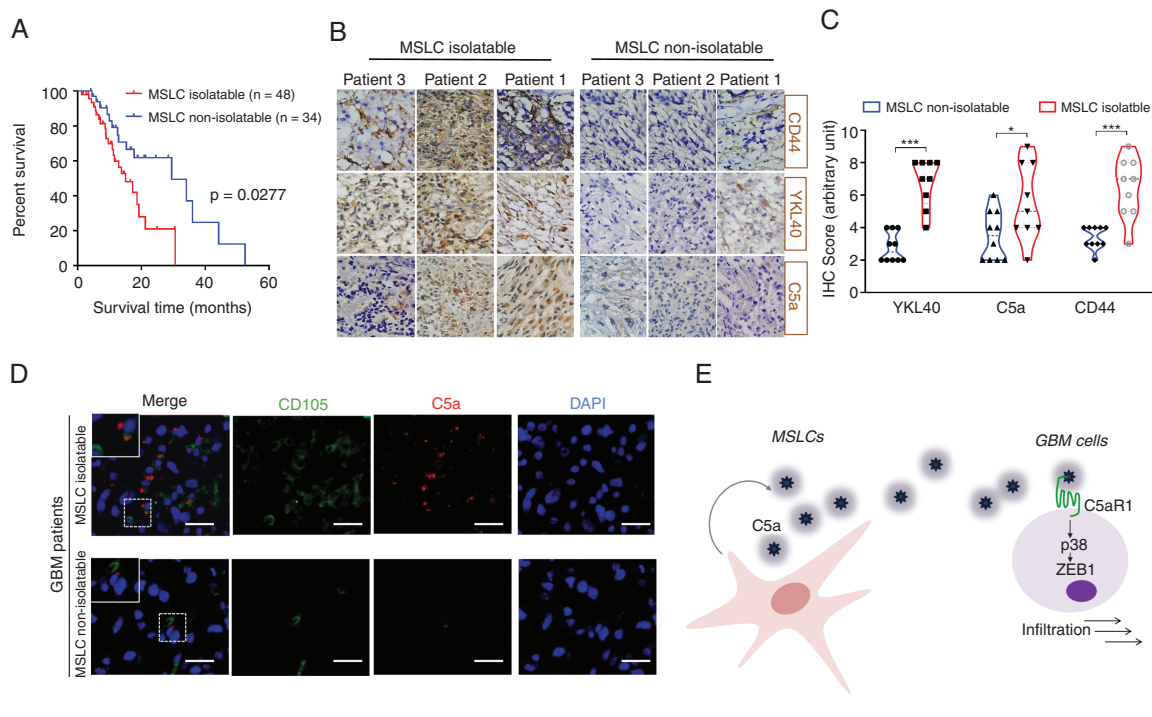 A
MSLC isolatable (n = 48)
MSLC non-isolatable (n = 34)
p = 0.0277
Percent survival
100
80
60
40
20
0
0 20 40 60
Survival time (months)
B
MSLC isolatable MSLC non-isolatable
Patient 3 Patient 2 Patient 1 Patient 3 Patient 2 Patient 1
CD44
YKL40
C5a
C
MSLC non-isolatable MSLC isolatble
IHC Score (arbitrary unit)
10
8
6
4
2
0
*** * ***
YKL40 C5a CD44
D
Merge CD105 C5a DAPI
GBM patients
MSLC isolatable
MSLC non-isolatable
E
MSLCs GBM cells
C5a
C5aR1
p38
ZEB1
Infiltration